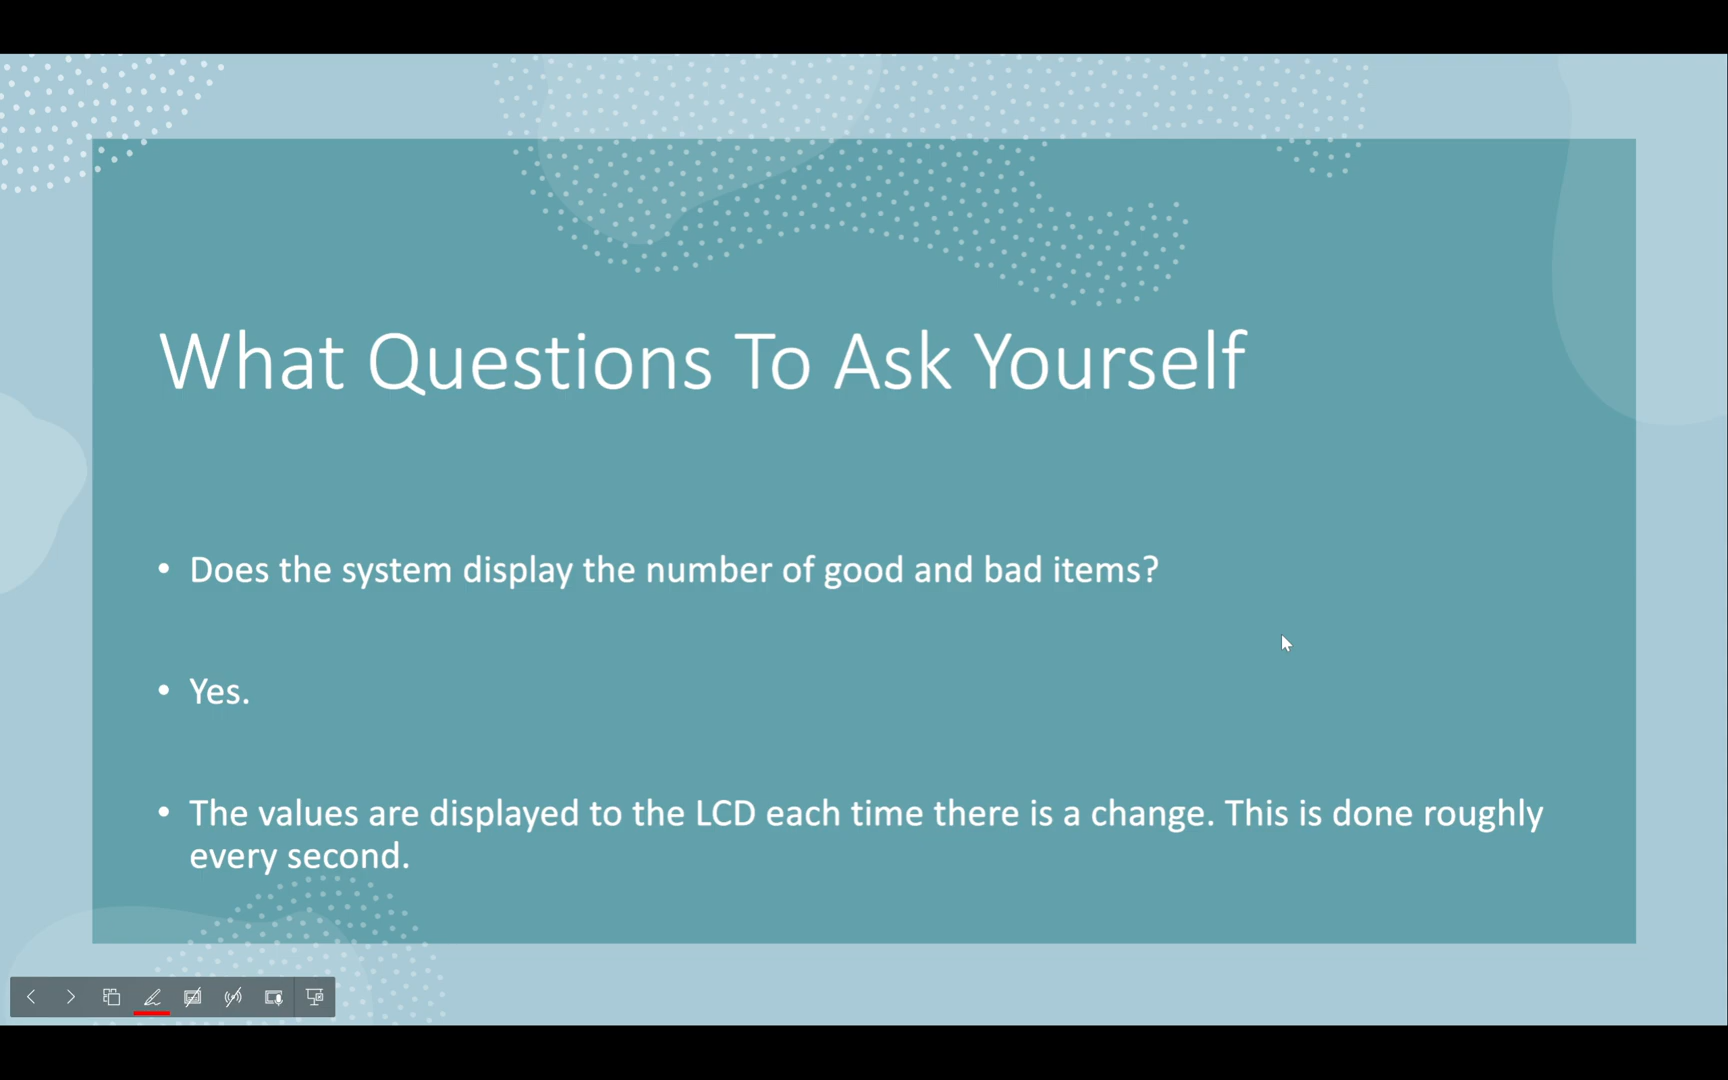 What Questions To Ask Yourself
• Does the system display the number of good and bad items?
• Yes.
• The values are displayed to the LCD each time there is a change. This is done roughly
every second.